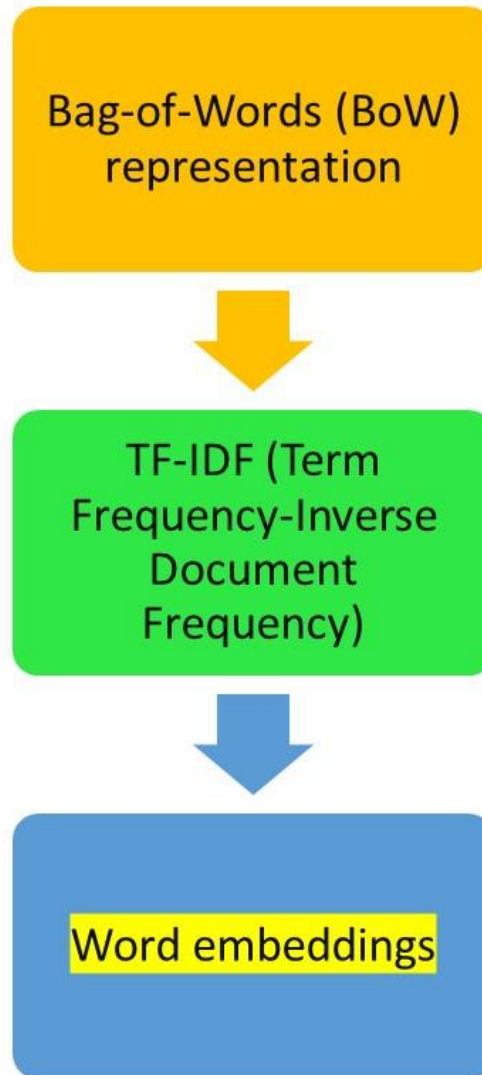 Bag-of-Words (BoW)
representation
TF-IDF (Term
Frequency-Inverse
Document
Frequency)
Word embeddings